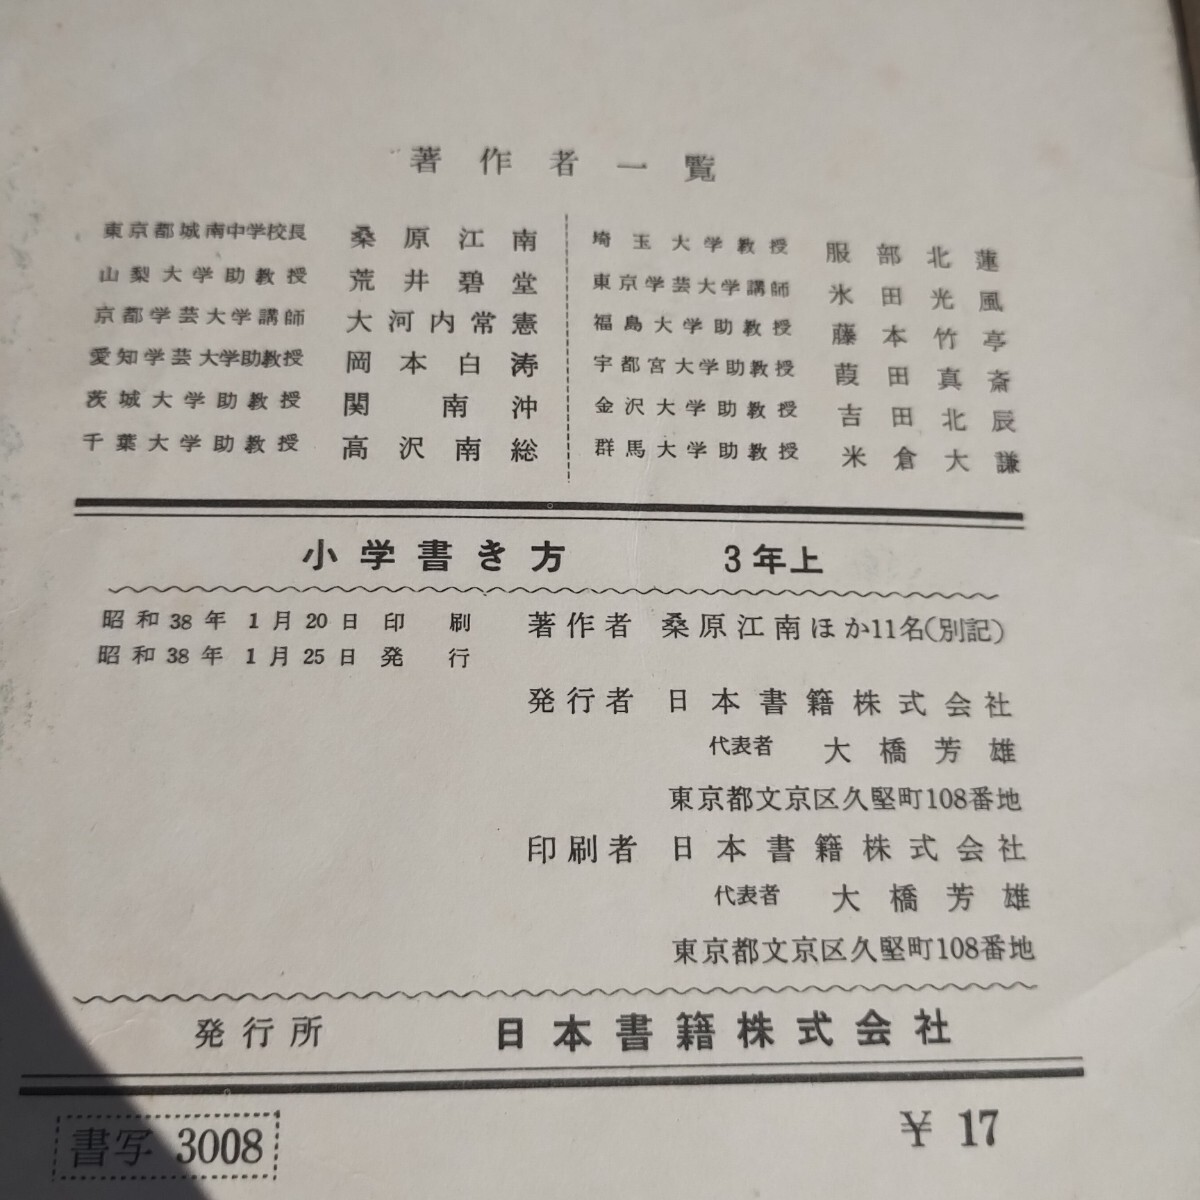 著作者一覧
東京都城南中学校長 桑原江南
山梨大学助教授 荒井碧堂
京都学芸大学講師 大河内常憲
愛知学芸大学助教授 岡本白涛
茨城大学助教授 関南沖
千葉大学助教授 高沢南総
埼玉大学教授 服部北蓮
東京学芸大学講師 氷田光風
福島大学助教授 藤本竹亭
宇都宮大学助教授 葭田真斎
金沢大学助教授 吉田北辰
群馬大学助教授 米倉大謙
小学書き方 3年上
昭和38年1月20日印刷
昭和38年1月25日発行
著作者 桑原江南ほか11名(別記)
発行者 日本書籍株式会社
代表者 大橋芳雄
東京都文京区久堅町108番地
印刷者 日本書籍株式会社
代表者 大橋芳雄
東京都文京区久堅町108番地
発行所 日本書籍株式会社
書写 3008
¥17